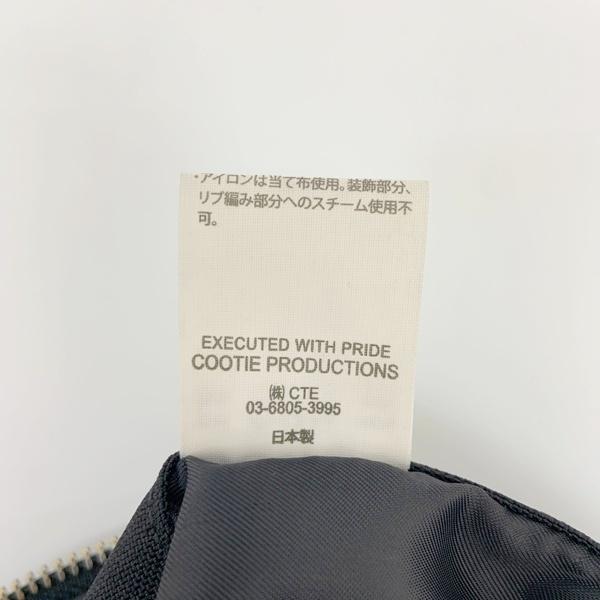 ・アイロンは当て布使用。装飾部分、
リブ編み部分へのスチーム使用不
可。
EXECUTED WITH PRIDE
COOTIE PRODUCTIONS
㈱ CTE
03-6805-3995
日本製